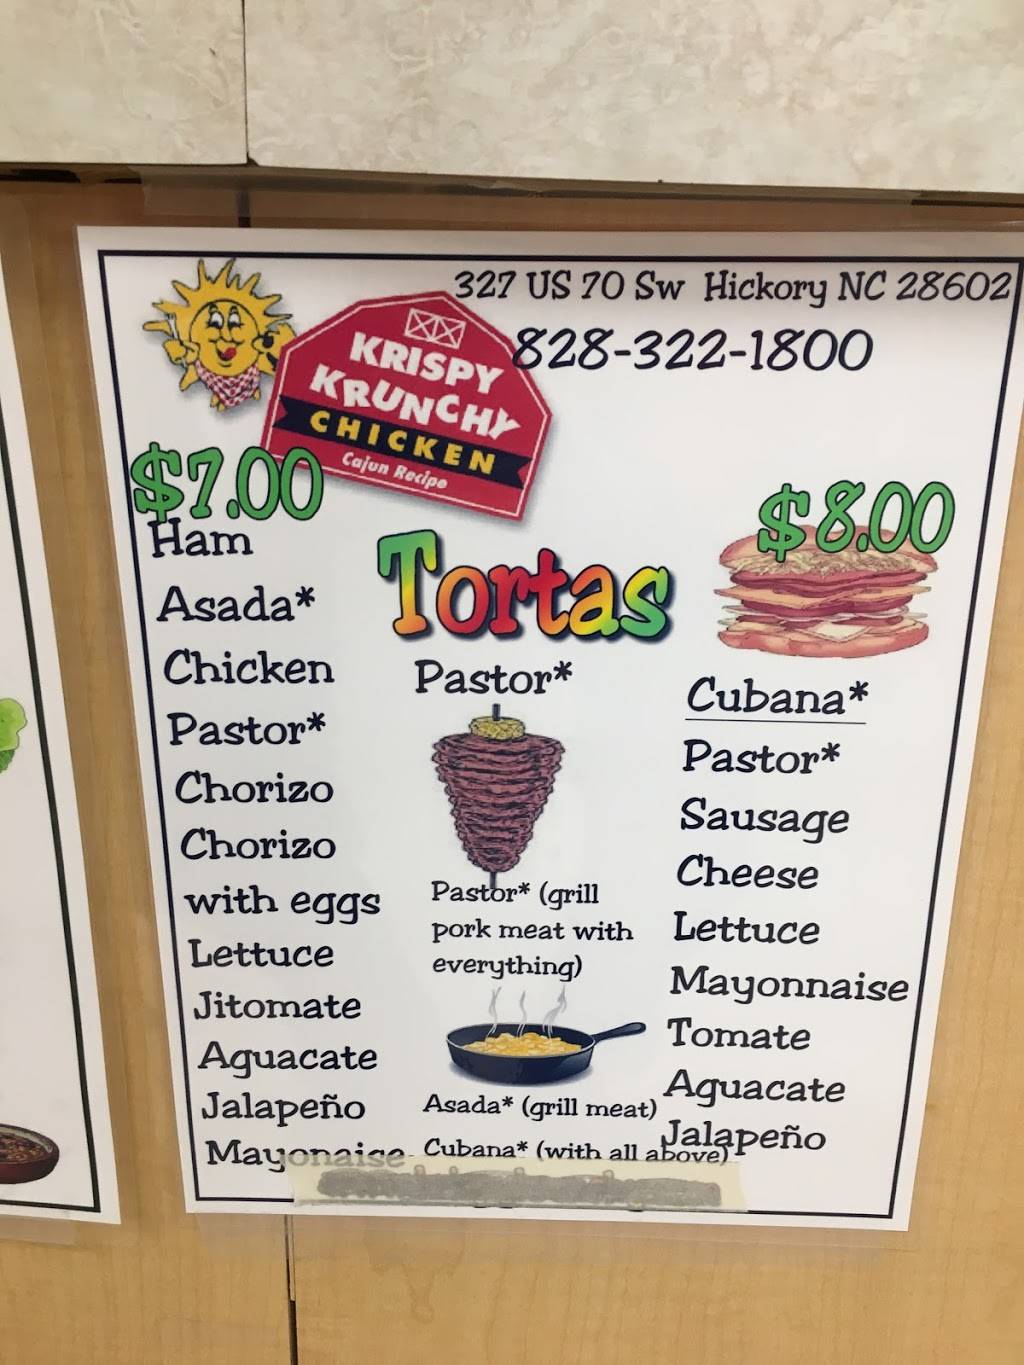 327 US 70 Sw Hickory NC 28602
828-322-1800
KRISPY
KRUNCHY
CHICKEN
Cajun Recipe
$7.00
Ham
Asada*
Chicken
Pastor*
Chorizo
Chorizo
with eggs
Lettuce
Jitomate
Aguacate
Jalapeño
Mayonaise
Tortas
Pastor*
Pastor* (grill
pork meat with
everything)
Asada* (grill meat)
Cubana* (with all above)
$8.00
Cubana*
Pastor*
Sausage
Cheese
Lettuce
Mayonnaise
Tomate
Aguacate
Jalapeño